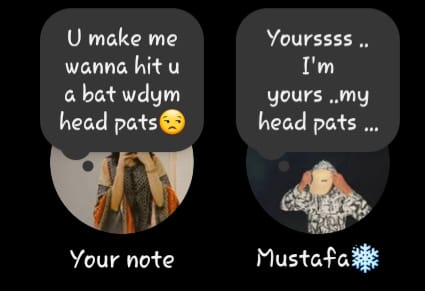 U make me
wanna hit u
a bat wdym
head pats😒
Yourssss ..
I'm
yours ..my
head pats ...
Your note
Mustafa❄️